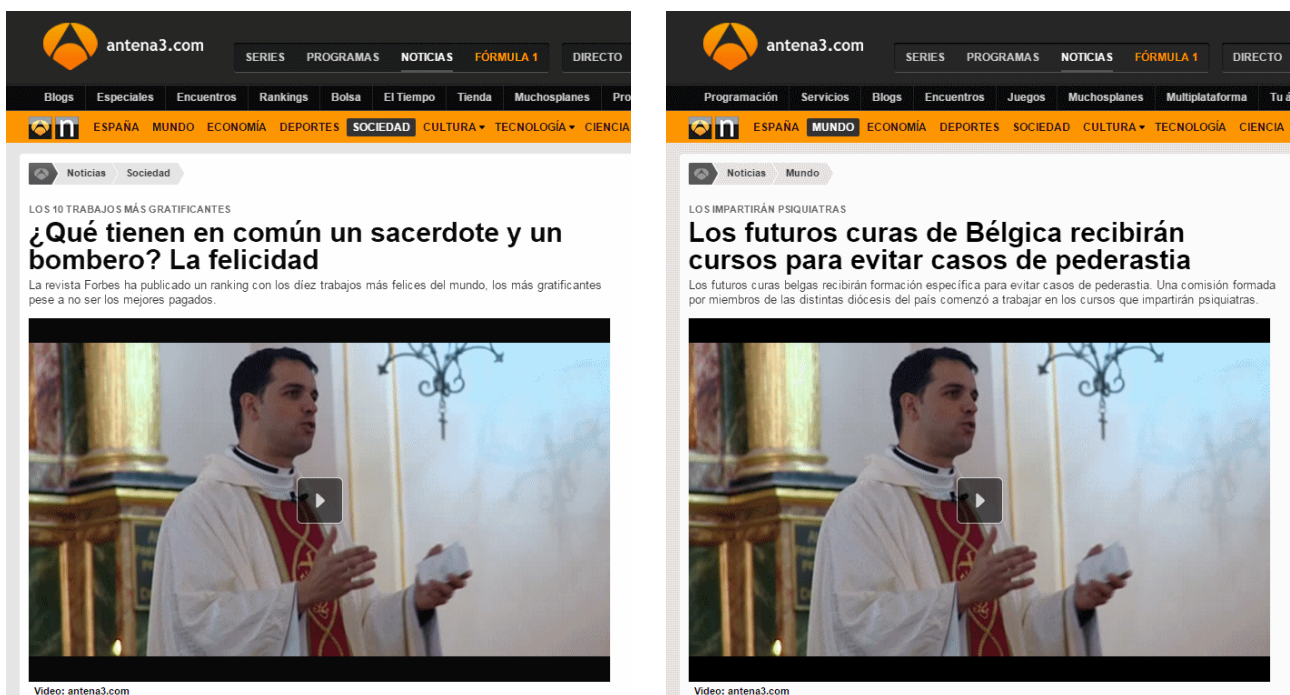 antena3.com
SERIES PROGRAMAS NOTICIAS FÓRMULA 1 DIRECTO
Blogs Especiales Encuentros Rankings Bolsa El Tiempo Tienda Muchosplanes Pro
n ESPAÑA MUNDO ECONOMÍA DEPORTES SOCIEDAD CULTURA TECNOLOGÍA CIENCIA
Noticias Sociedad
LOS 10 TRABAJOS MÁS GRATIFICANTES
¿Qué tienen en común un sacerdote y un
bombero? La felicidad
La revista Forbes ha publicado un ranking con los díez trabajos más felices del mundo, los más gratificantes
pese a no ser los mejores pagados.
Video: antena3.com
antena3.com
SERIES PROGRAMAS NOTICIAS FÓRMULA 1 DIRECTO
Programación Servicios Blogs Encuentros Juegos Muchosplanes Multiplataforma Tu á
n ESPAÑA MUNDO ECONOMÍA DEPORTES SOCIEDAD CULTURA TECNOLOGÍA CIENCIA
Noticias Mundo
LOS IMPARTIRÁN PSIQUIATRAS
Los futuros curas de Bélgica recibirán
cursos para evitar casos de pederastia
Los futuros curas belgas recibirán formación específica para evitar casos de pederastia. Una comisión formada
por miembros de las distintas diócesis del país comenzó a trabajar en los cursos que impartirán psiquiatras.
Video: antena3.com